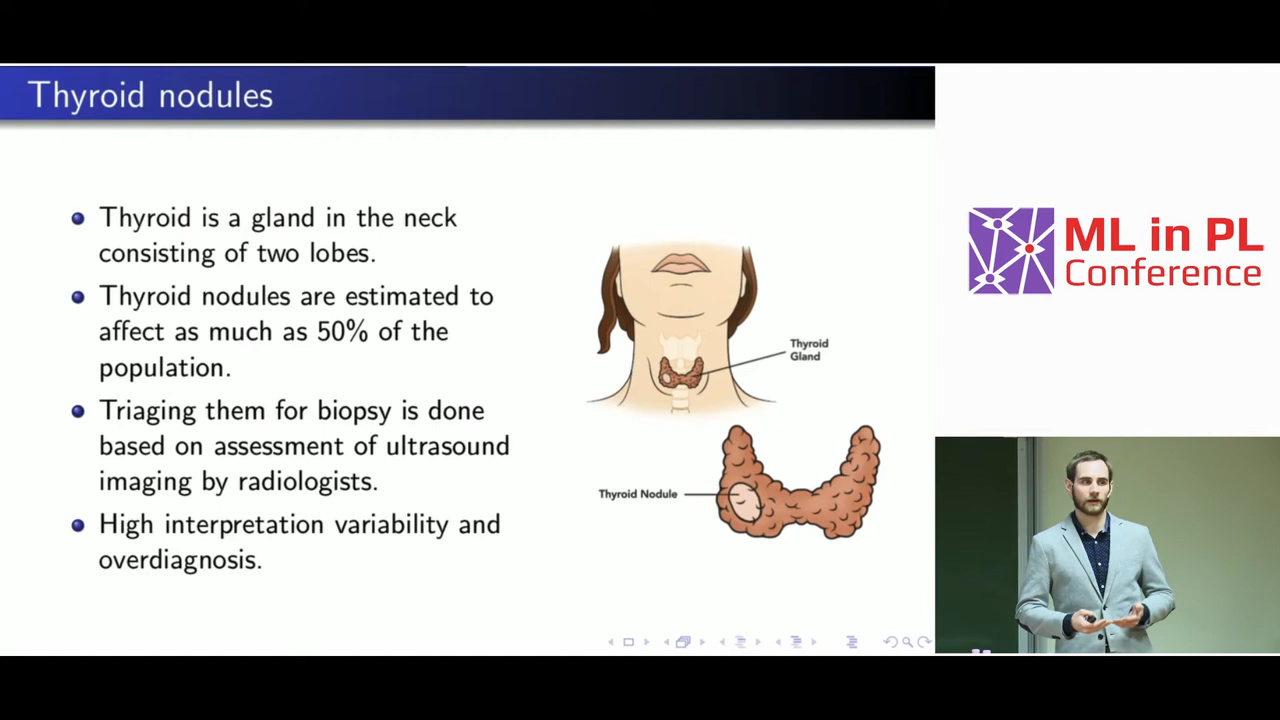 Thyroid nodules
Thyroid is a gland in the neck
consisting of two lobes.
Thyroid nodules are estimated to
affect as much as 50% of the
population.
Triaging them for biopsy is done
based on assessment of ultrasound
imaging by radiologists.
High interpretation variability and
overdiagnosis.
Thyroid
Gland
Thyroid Nodule
ML in PL
Conference